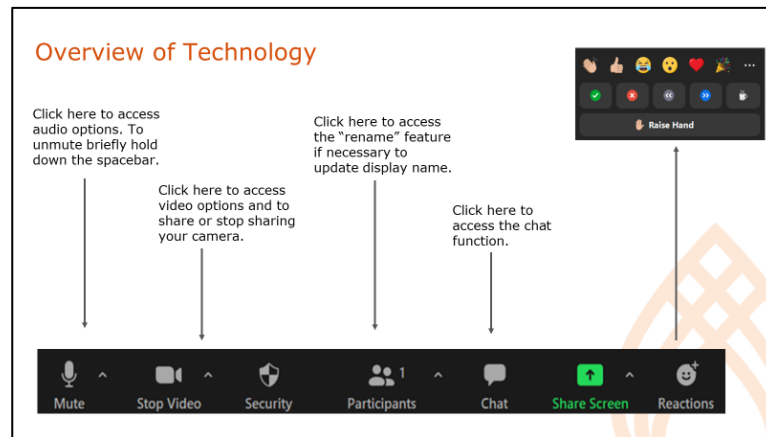 Overview of Technology
Click here to access
audio options. To
unmute briefly hold
down the spacebar.
Click here to access
video options and to
share or stop sharing
your camera.
Click here to access
the “rename” feature
if necessary to
update display name.
Click here to
access the chat
function.
Raise Hand
1
Mute
Stop Video
Security
Participants
Chat
Share Screen
Reactions